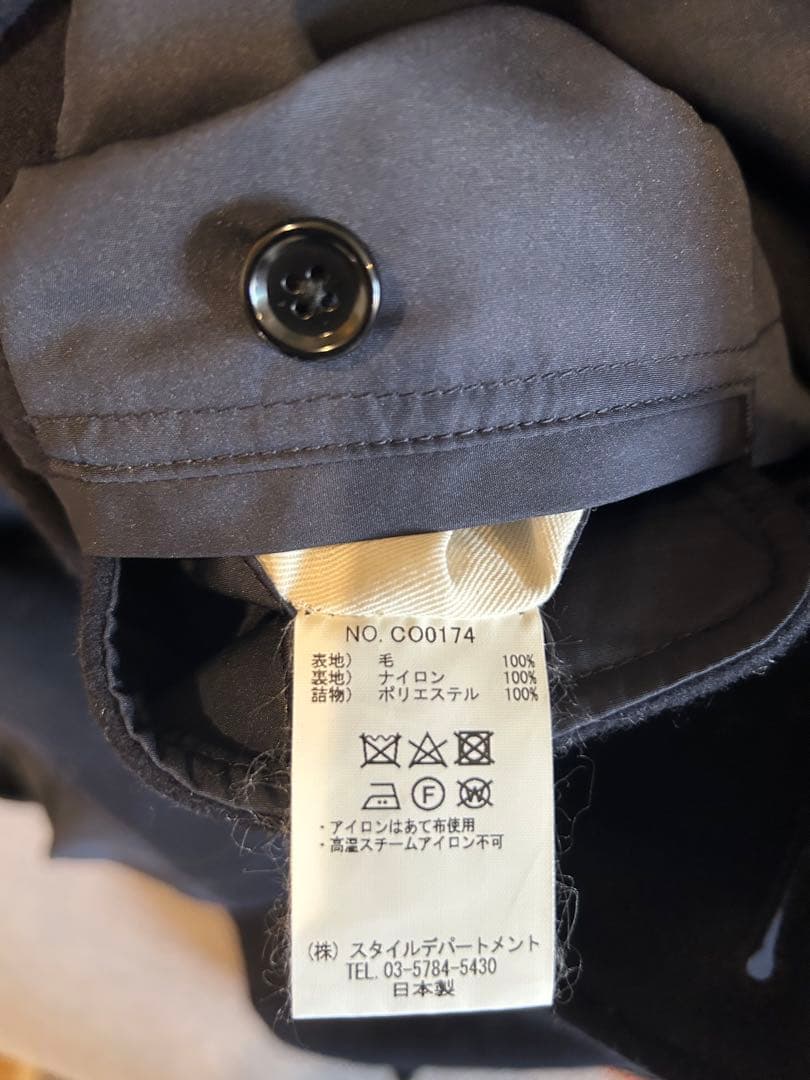 NO. CO0174
表地) 毛 100%
裏地) ナイロン 100%
詰物) ポリエステル 100%
F W
・アイロンはあて布使用
・高温スチームアイロン不可
(株) スタイルデパートメント
TEL. 03-5784-5430
日本製